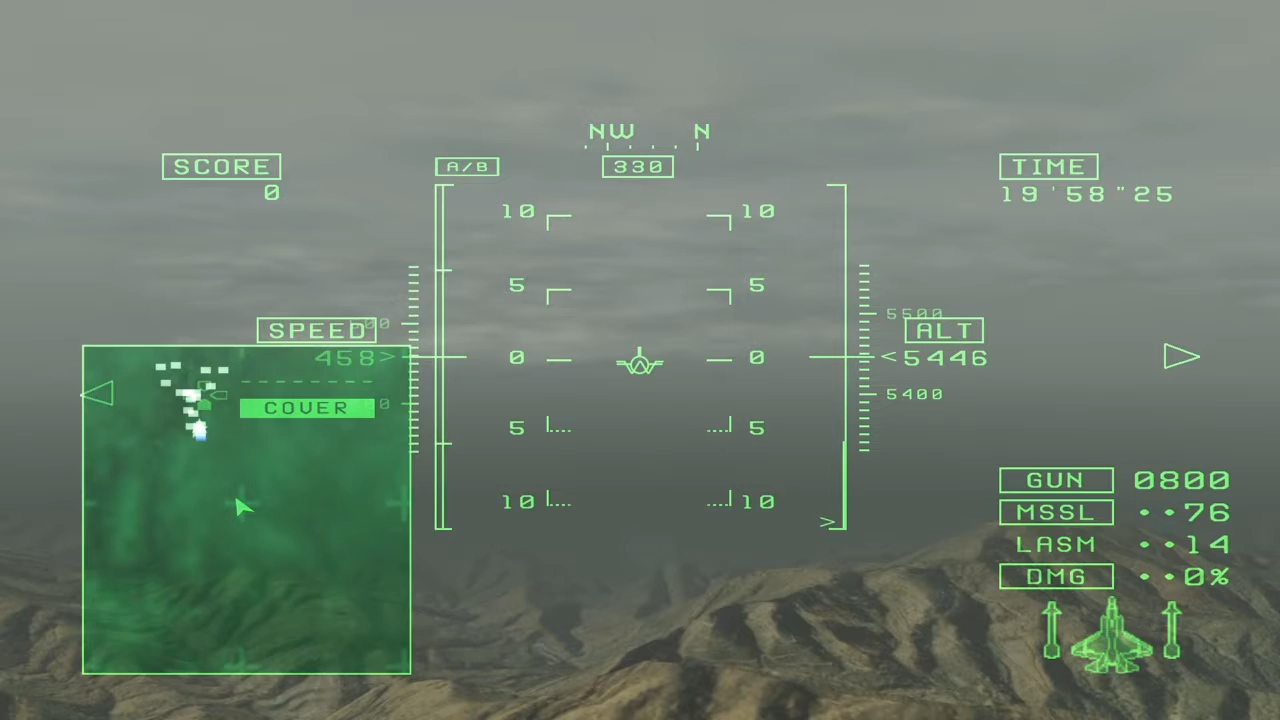 NW N
SCORE A/B 330 TIME
0 19'58"25
10 10
5 5
5500
SPEED ALT
458> 0 0 <5446
5400
COVER
5 5
GUN 0800
10 10
MSSL 76
>
LASM 14
DMG 0%